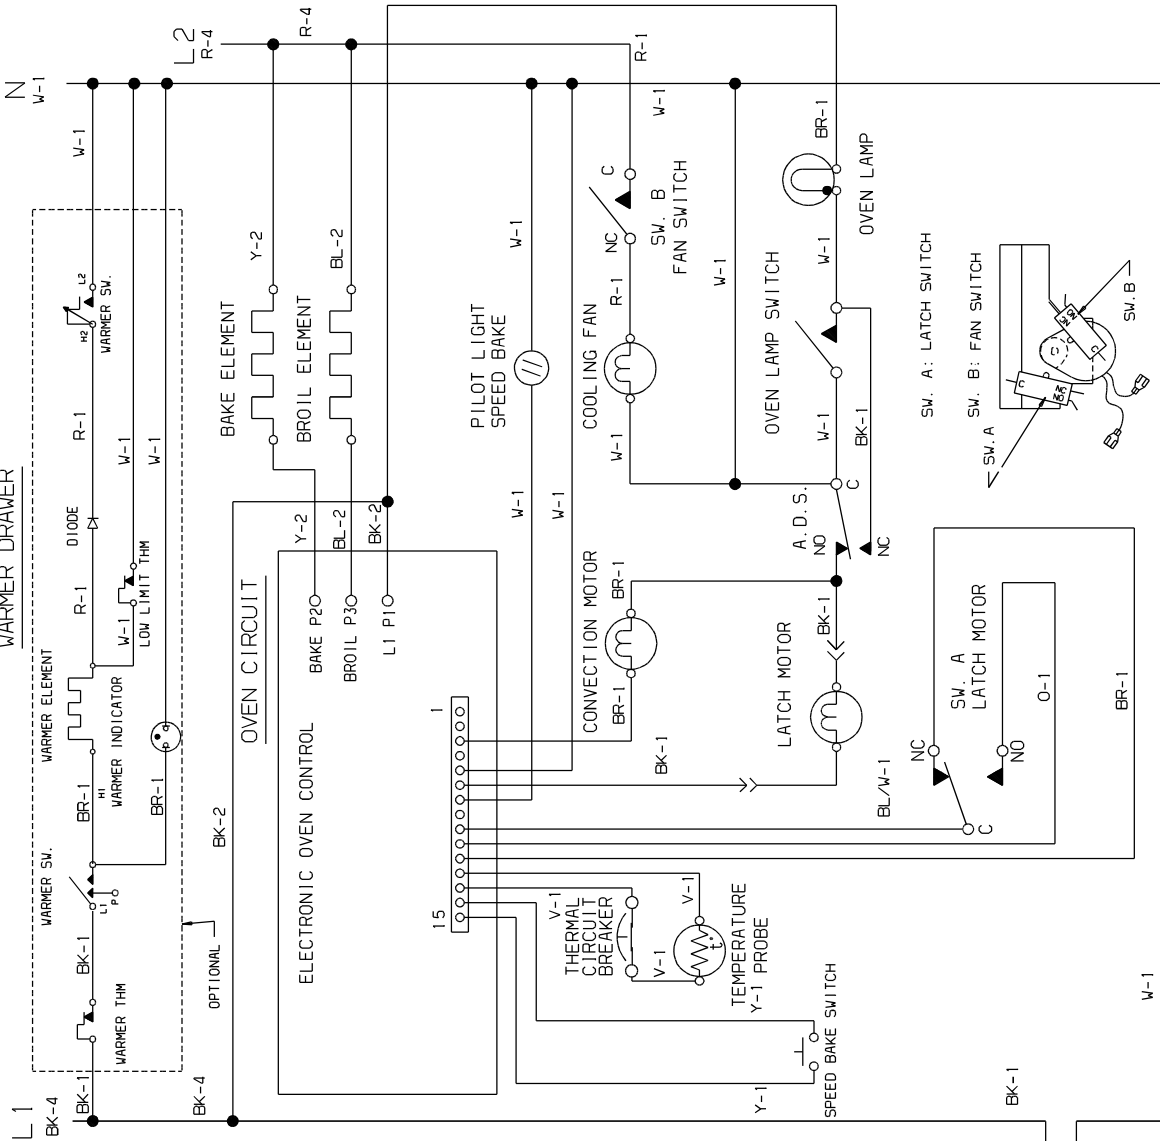 WARMER DRAWER
L1
BK-4
BK-1
WARMER THM
BK-1
WARMER SW.
L1
P
BR-1
H1
WARMER ELEMENT
WARMER INDICATOR
BR-1
R-1
W-1
LOW LIMIT THM
DIODE
R-1
W-1
W-1
H2
L2
WARMER SW.
W-1
N
W-1
OPTIONAL
BK-4
BK-2
L2
R-4
R-4
OVEN CIRCUIT
BAKE P2
BROIL P3
L1 P1
Y-2
BL-2
BK-2
BAKE ELEMENT
Y-2
BROIL ELEMENT
BL-2
ELECTRONIC OVEN CONTROL
15
1
PILOT LIGHT
SPEED BAKE
W-1
W-1
W-1
COOLING FAN
W-1
R-1
NC
C
SW. B
FAN SWITCH
R-1
W-1
W-1
CONVECTION MOTOR
BR-1
BR-1
A.D.S.
NO
NC
C
W-1
BK-1
OVEN LAMP SWITCH
W-1
OVEN LAMP
BR-1
BK-1
LATCH MOTOR
BK-1
BL/W-1
NC
NO
C
SW. A
LATCH MOTOR
O-1
BR-1
V-1
THERMAL
CIRCUIT
BREAKER
V-1
V-1
t°
TEMPERATURE
PROBE
Y-1
Y-1
SPEED BAKE SWITCH
SW. A: LATCH SWITCH
SW. B: FAN SWITCH
SW.A
C
NC
NO
NO
NC
C
C
SW.B
BK-1
W-1